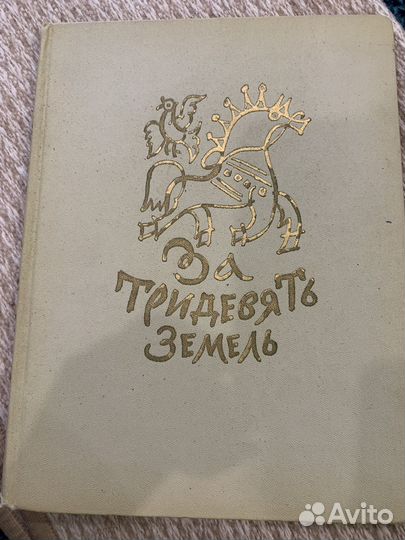 За
тридевять
земель
Avito